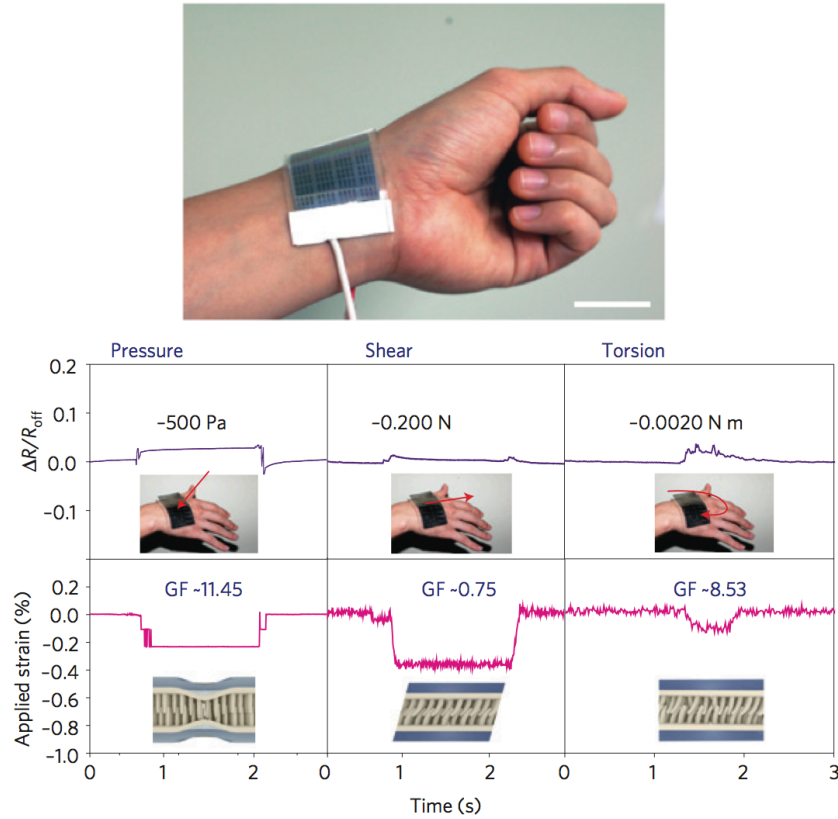 Pressure Shear Torsion
0.2
0.1
0.0
−0.1
ΔR/Roff
~500 Pa ~0.200 N ~0.0020 N m
0.2
0.0
−0.2
−0.4
−0.6
−0.8
−1.0
Applied strain (%)
GF ~11.45 GF ~0.75 GF ~8.53
0 1 2 0 1 2 0 1 2 3
Time (s)